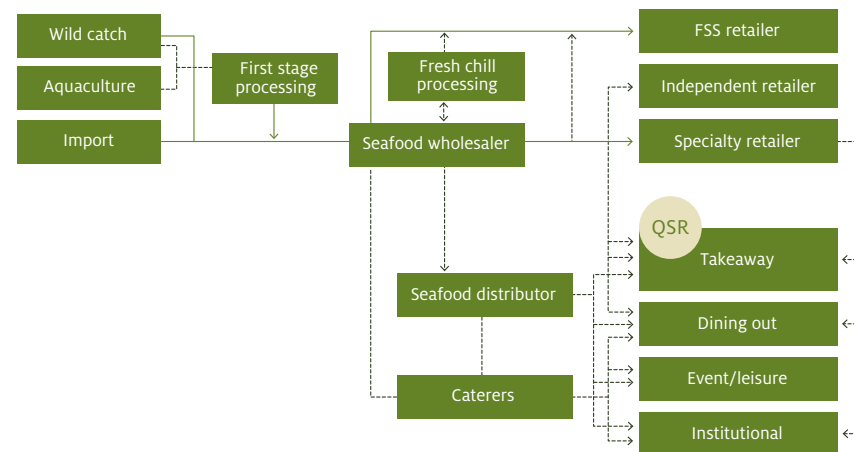 Wild catch
Aquaculture
Import
First stage
processing
Fresh chill
processing
Seafood wholesaler
Seafood distributor
Caterers
FSS retailer
Independent retailer
Specialty retailer
QSR
Takeaway
Dining out
Event/leisure
Institutional